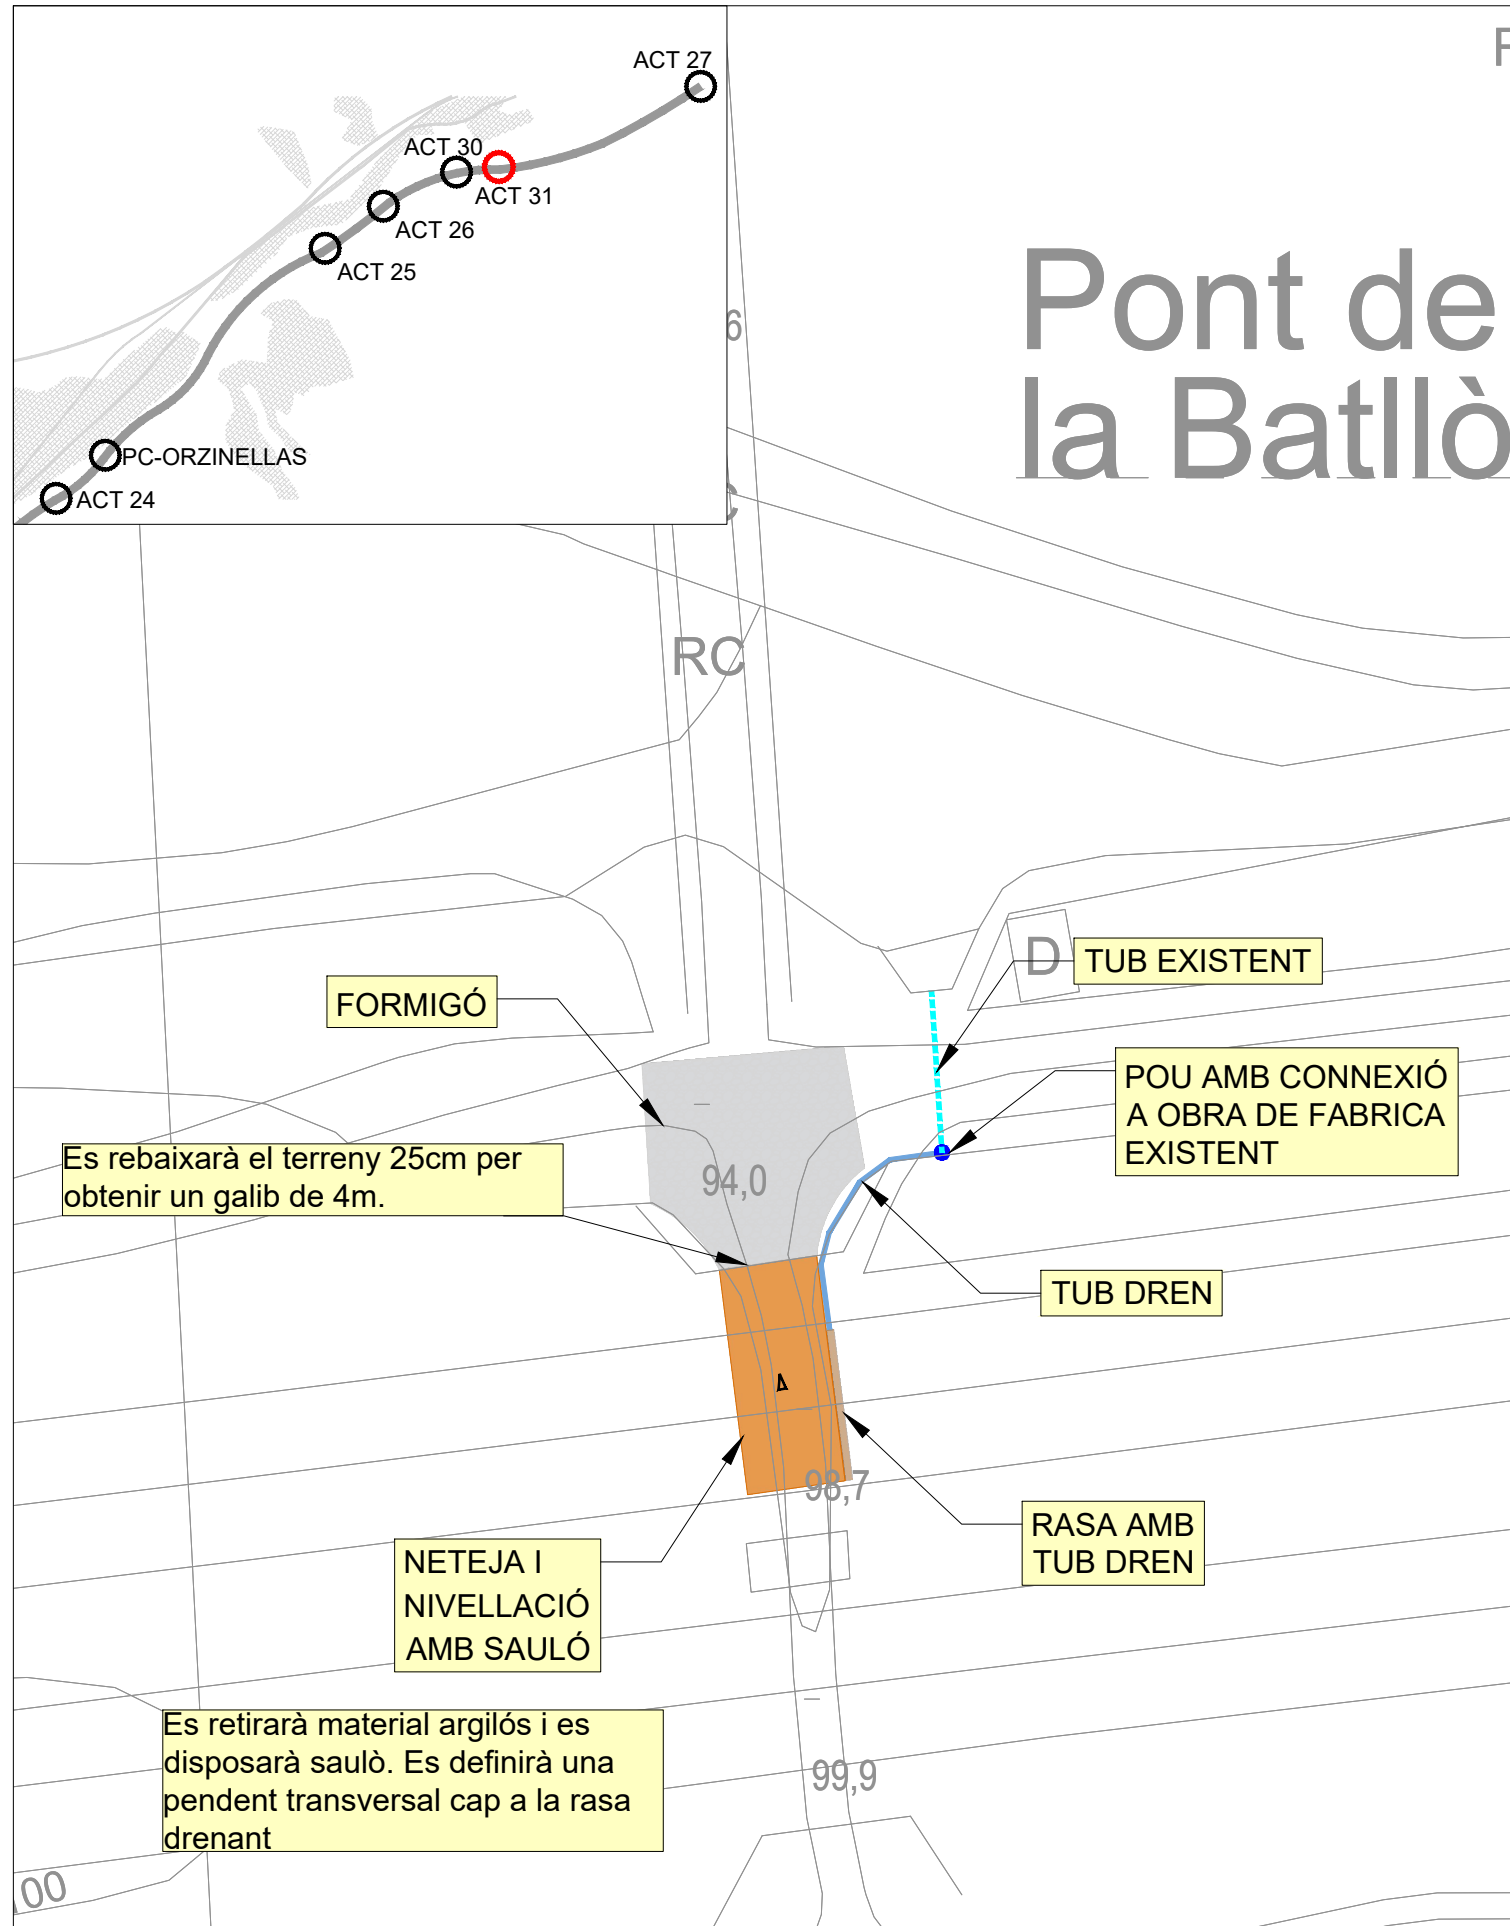 ACT 27
ACT 30
ACT 31
ACT 26
ACT 25
PC-ORZINELLAS
ACT 24
Pont de
la Batllò
6
C
RC
D
TUB EXISTENT
FORMIGÓ
POU AMB CONNEXIÓ
A OBRA DE FABRICA
EXISTENT
Es rebaixarà el terreny 25cm per
obtenir un galib de 4m.
94,0
TUB DREN
98,7
RASA AMB
TUB DREN
NETEJA I
NIVELLACIÓ
AMB SAULÓ
Es retirarà material argilós i es
disposarà saulò. Es definirà una
pendent transversal cap a la rasa
drenant
99,9
00